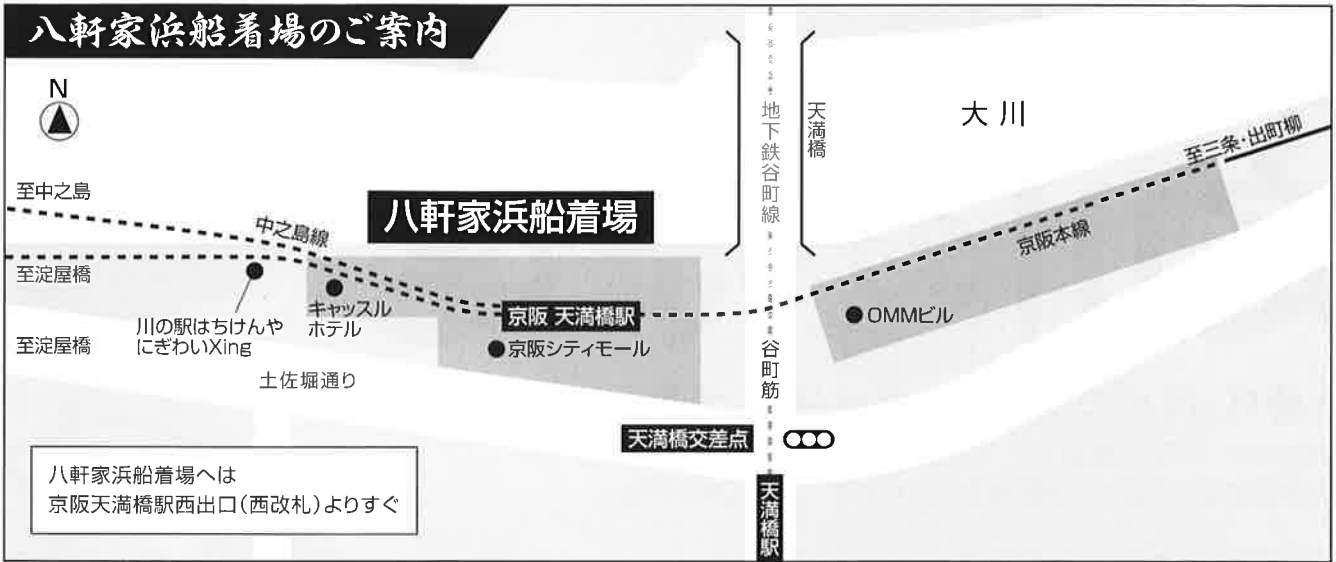 八軒家浜船着場のご案内
N
地下鉄谷町線
天満橋
大川
至三条・出町柳
至中之島
中之島線
八軒家浜船着場
京阪本線
至淀屋橋
川の駅はちけんや
にぎわいXing
キャッスル
ホテル
京阪 天満橋駅
OMMビル
至淀屋橋
京阪シティモール
谷町筋
土佐堀通り
天満橋交差点
天満橋駅
八軒家浜船着場へは
京阪天満橋駅西出口(西改札)よりすぐ